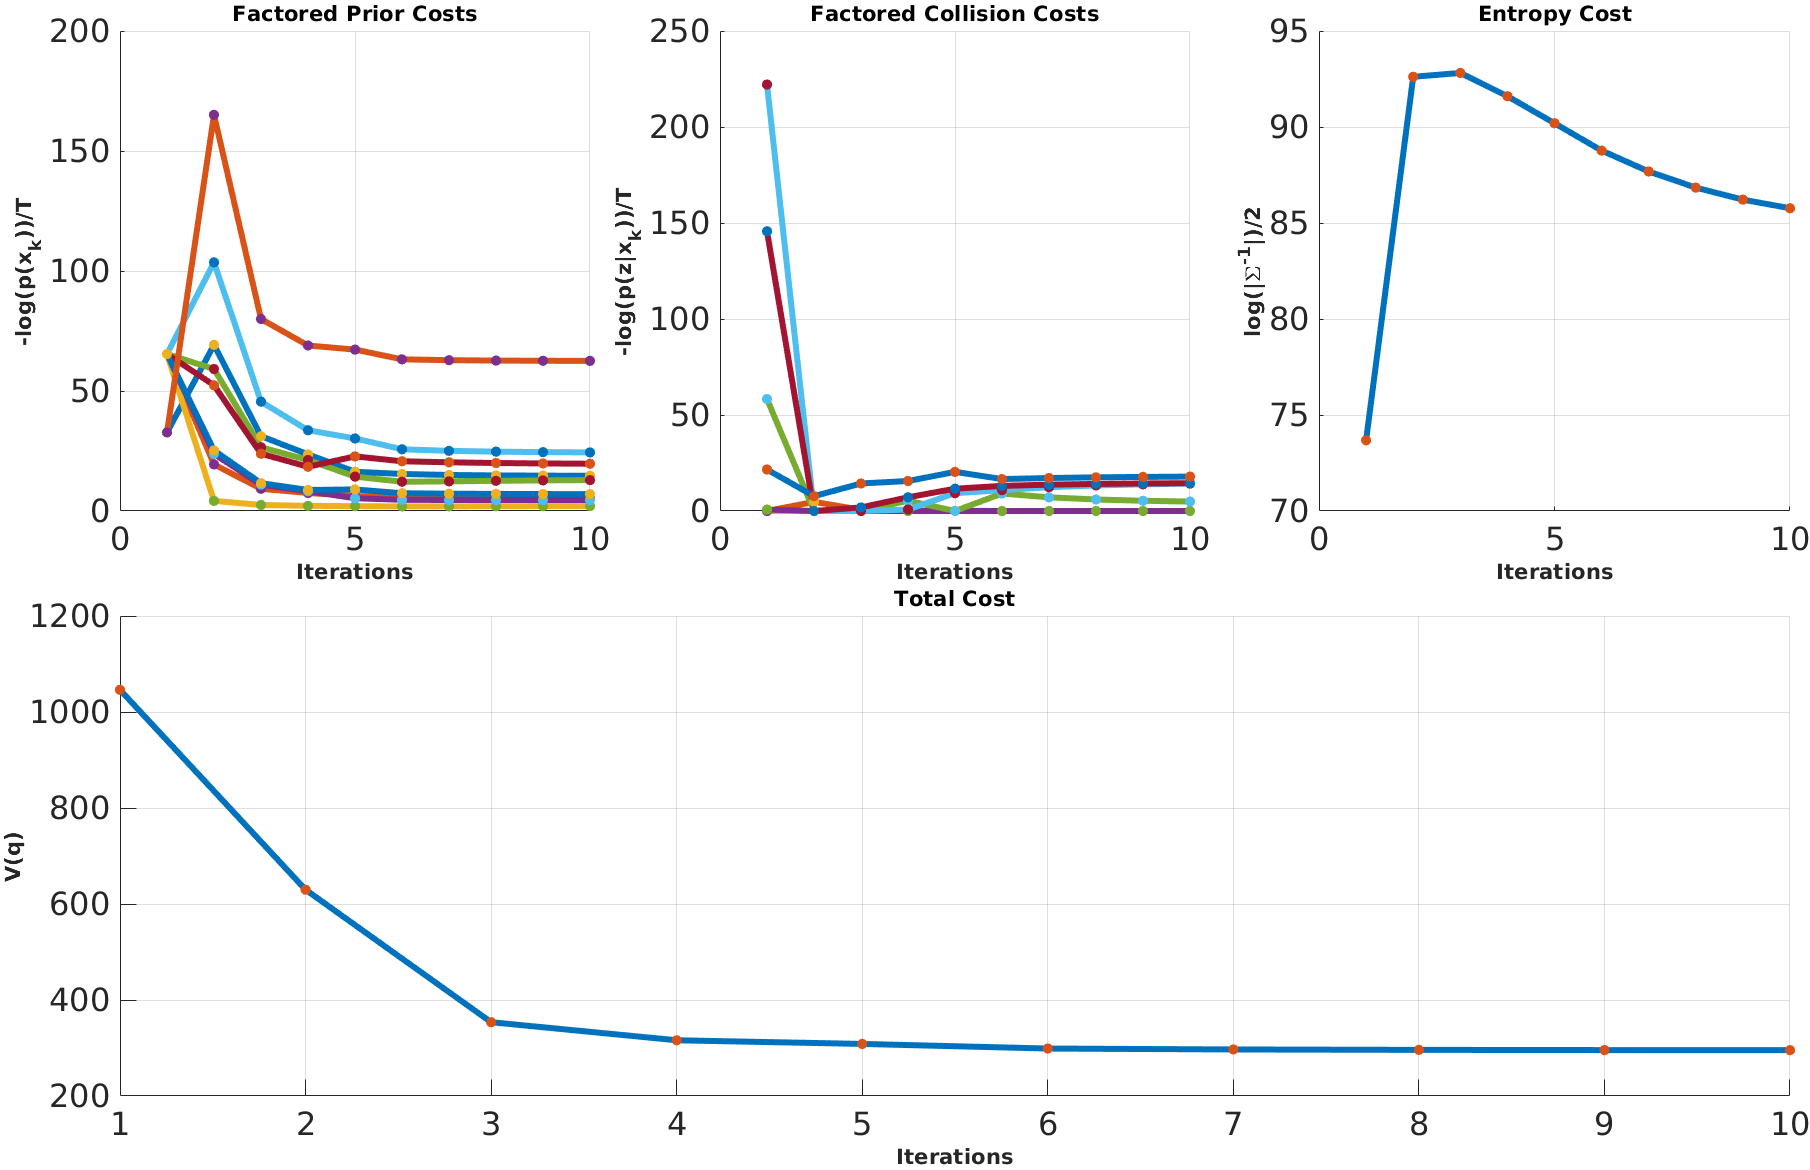 Factored Prior Costs
200
150
100
50
0
0 5 10
-log(p(x_k))/T
Iterations
Factored Collision Costs
250
200
150
100
50
0
0 5 10
-log(p(z|x_k))/T
Iterations
Entropy Cost
95
90
85
80
75
70
0 5 10
log(|Σ^-1|)/2
Iterations
Total Cost
1200
1000
800
600
400
200
1 2 3 4 5 6 7 8 9 10
V(q)
Iterations